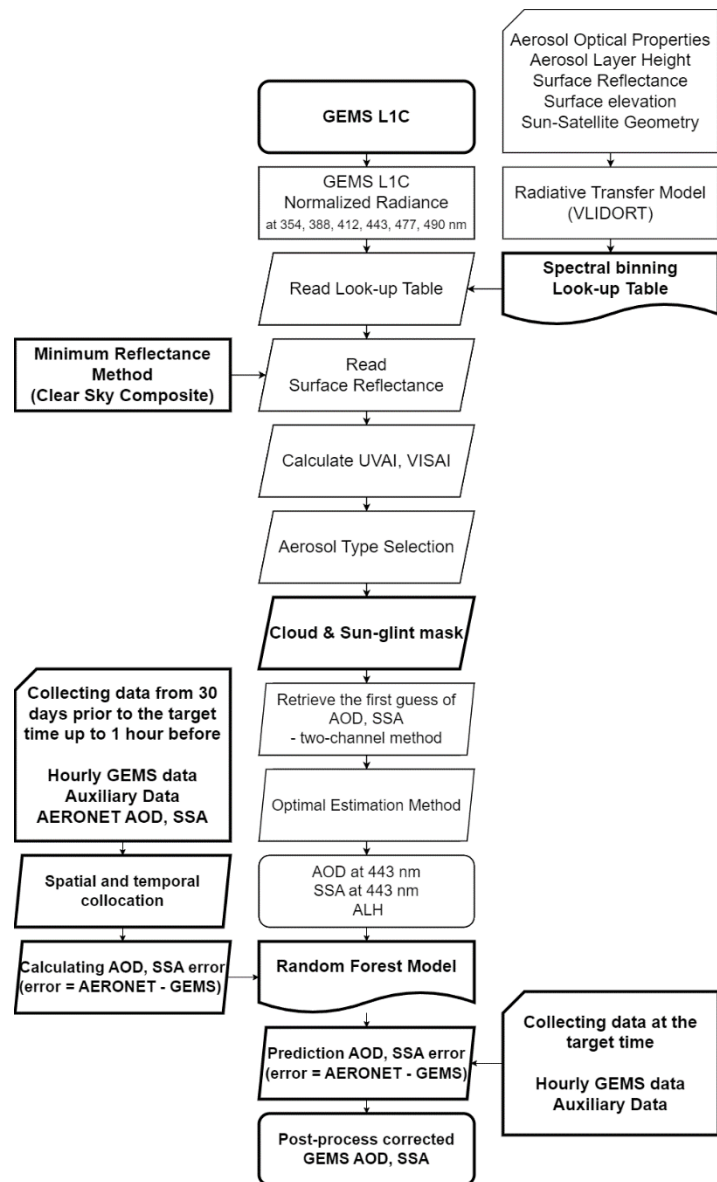 Aerosol Optical Properties
Aerosol Layer Height
Surface Reflectance
Surface elevation
Sun-Satellite Geometry
GEMS L1C
GEMS L1C
Normalized Radiance
at 354, 388, 412, 443, 477, 490 nm
Radiative Transfer Model
(VLIDORT)
Read Look-up Table
Spectral binning
Look-up Table
Minimum Reflectance
Method
(Clear Sky Composite)
Read
Surface Reflectance
Calculate UVAI, VISAI
Aerosol Type Selection
Cloud & Sun-glint mask
Collecting data from 30
days prior to the target
time up to 1 hour before
Hourly GEMS data
Auxiliary Data
AERONET AOD, SSA
Retrieve the first guess of
AOD, SSA
- two-channel method
Optimal Estimation Method
Spatial and temporal
collocation
AOD at 443 nm
SSA at 443 nm
ALH
Calculating AOD, SSA error
(error = AERONET - GEMS)
Random Forest Model
Prediction AOD, SSA error
(error = AERONET - GEMS)
Collecting data at the
target time
Hourly GEMS data
Auxiliary Data
Post-process corrected
GEMS AOD, SSA